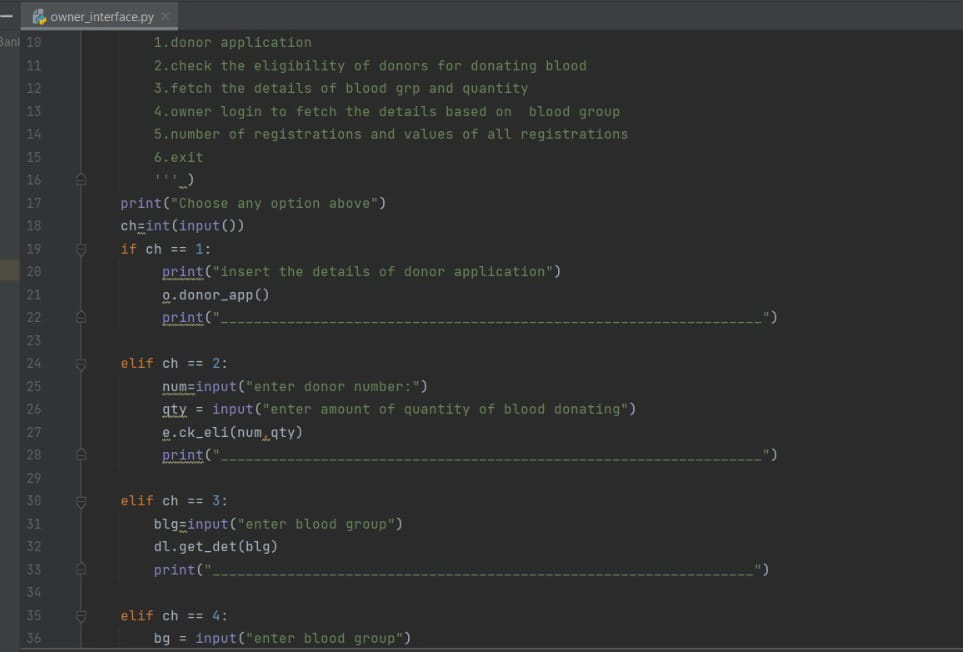 owner_interface.py
Ban
10 1.donor application
11 2.check the eligibility of donors for donating blood
12 3.fetch the details of blood grp and quantity
13 4.owner login to fetch the details based on  blood group
14 5.number of registrations and values of all registrations
15 6.exit
16 ''' )
17 print("Choose any option above")
18 ch=int(input())
19 if ch == 1:
20 print("insert the details of donor application")
21 o.donor_app()
22 print("_________________________________________________________________")
23
24 elif ch == 2:
25 num=input("enter donor number:")
26 qty = input("enter amount of quantity of blood donating")
27 e.ck_eli(num,qty)
28 print("_________________________________________________________________")
29
30 elif ch == 3:
31 blg=input("enter blood group")
32 dl.get_det(blg)
33 print("_________________________________________________________________")
34
35 elif ch == 4:
36 bg = input("enter blood group")